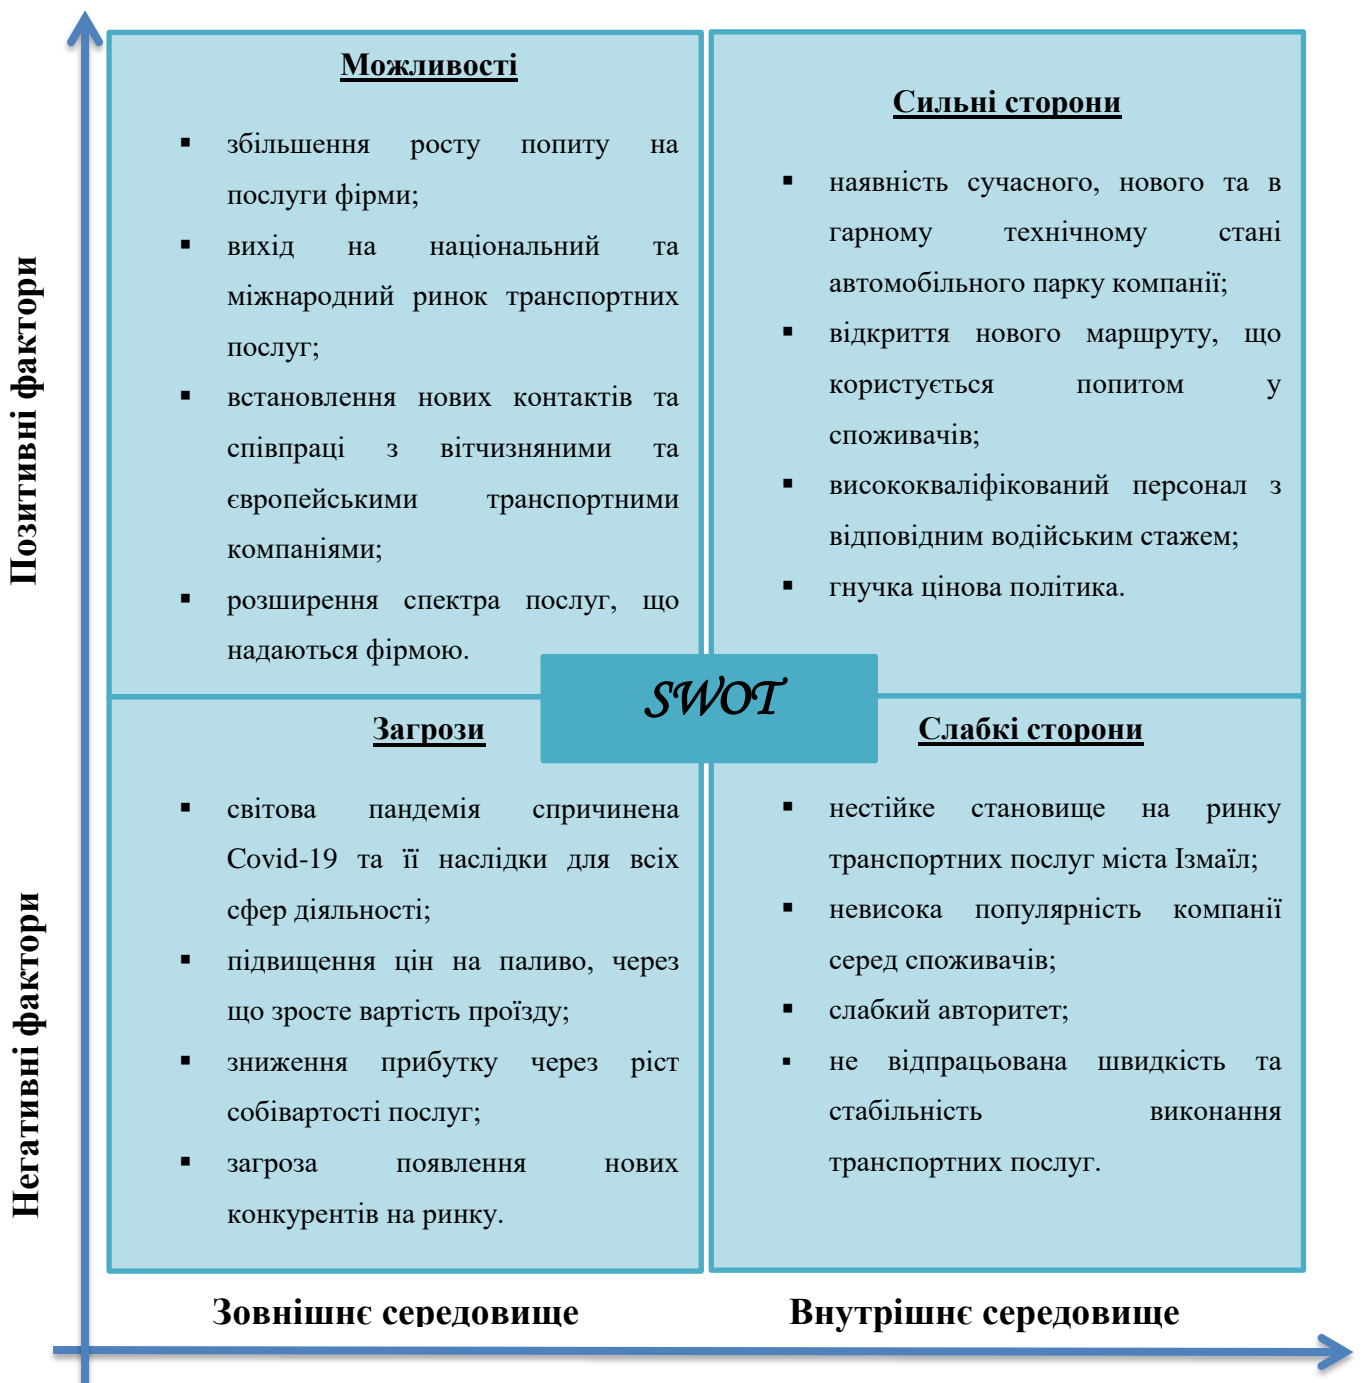 Позитивні фактори
Можливості
▪ збільшення росту попиту на
послуги фірми;
▪ вихід на національний та
міжнародний ринок транспортних
послуг;
▪ встановлення нових контактів та
співпраці з вітчизняними та
європейськими транспортними
компаніями;
▪ розширення спектра послуг, що
надаються фірмою.
Сильні сторони
▪ наявність сучасного, нового та в
гарному технічному стані
автомобільного парку компанії;
▪ відкриття нового маршруту, що
користується попитом у
споживачів;
▪ висококваліфікований персонал з
відповідним водійським стажем;
▪ гнучка цінова політика.
SWOT
Негативні фактори
Загрози
▪ світова пандемія спричинена
Covid-19 та її наслідки для всіх
сфер діяльності;
▪ підвищення цін на паливо, через
що зросте вартість проїзду;
▪ зниження прибутку через ріст
собівартості послуг;
▪ загроза появлення нових
конкурентів на ринку.
Слабкі сторони
▪ нестійке становище на ринку
транспортних послуг міста Ізмаїл;
▪ невисока популярність компанії
серед споживачів;
▪ слабкий авторитет;
▪ не відпрацьована швидкість та
стабільність виконання
транспортних послуг.
Зовнішнє середовище
Внутрішнє середовище